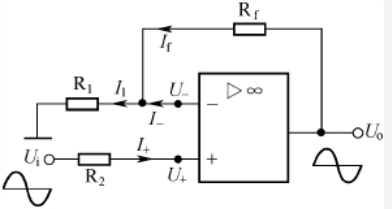 R_f
I_f
R_1 I_1 U_- ▷ ∞
I_- −
U_o
U_i I_+ +
R_2 U_+